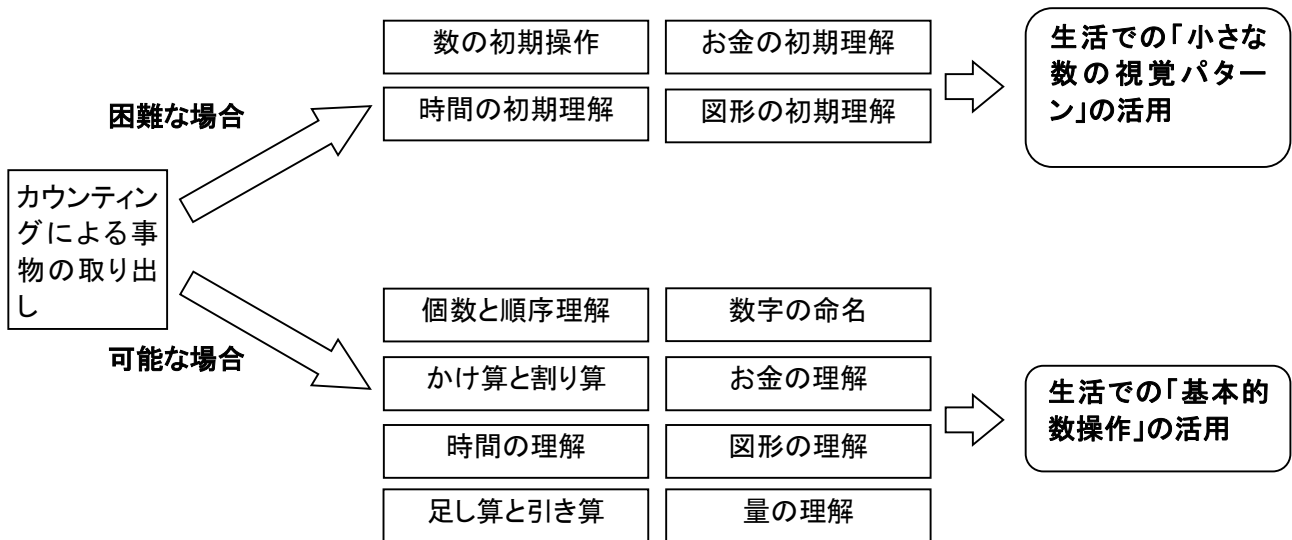 数の初期操作
お金の初期理解
時間の初期理解
図形の初期理解
生活での「小さな
数の視覚パター
ン」の活用
困難な場合
カウンティン
グによる事
物の取り出
し
可能な場合
個数と順序理解
数字の命名
かけ算と割り算
お金の理解
時間の理解
図形の理解
足し算と引き算
量の理解
生活での「基本的
数操作」の活用